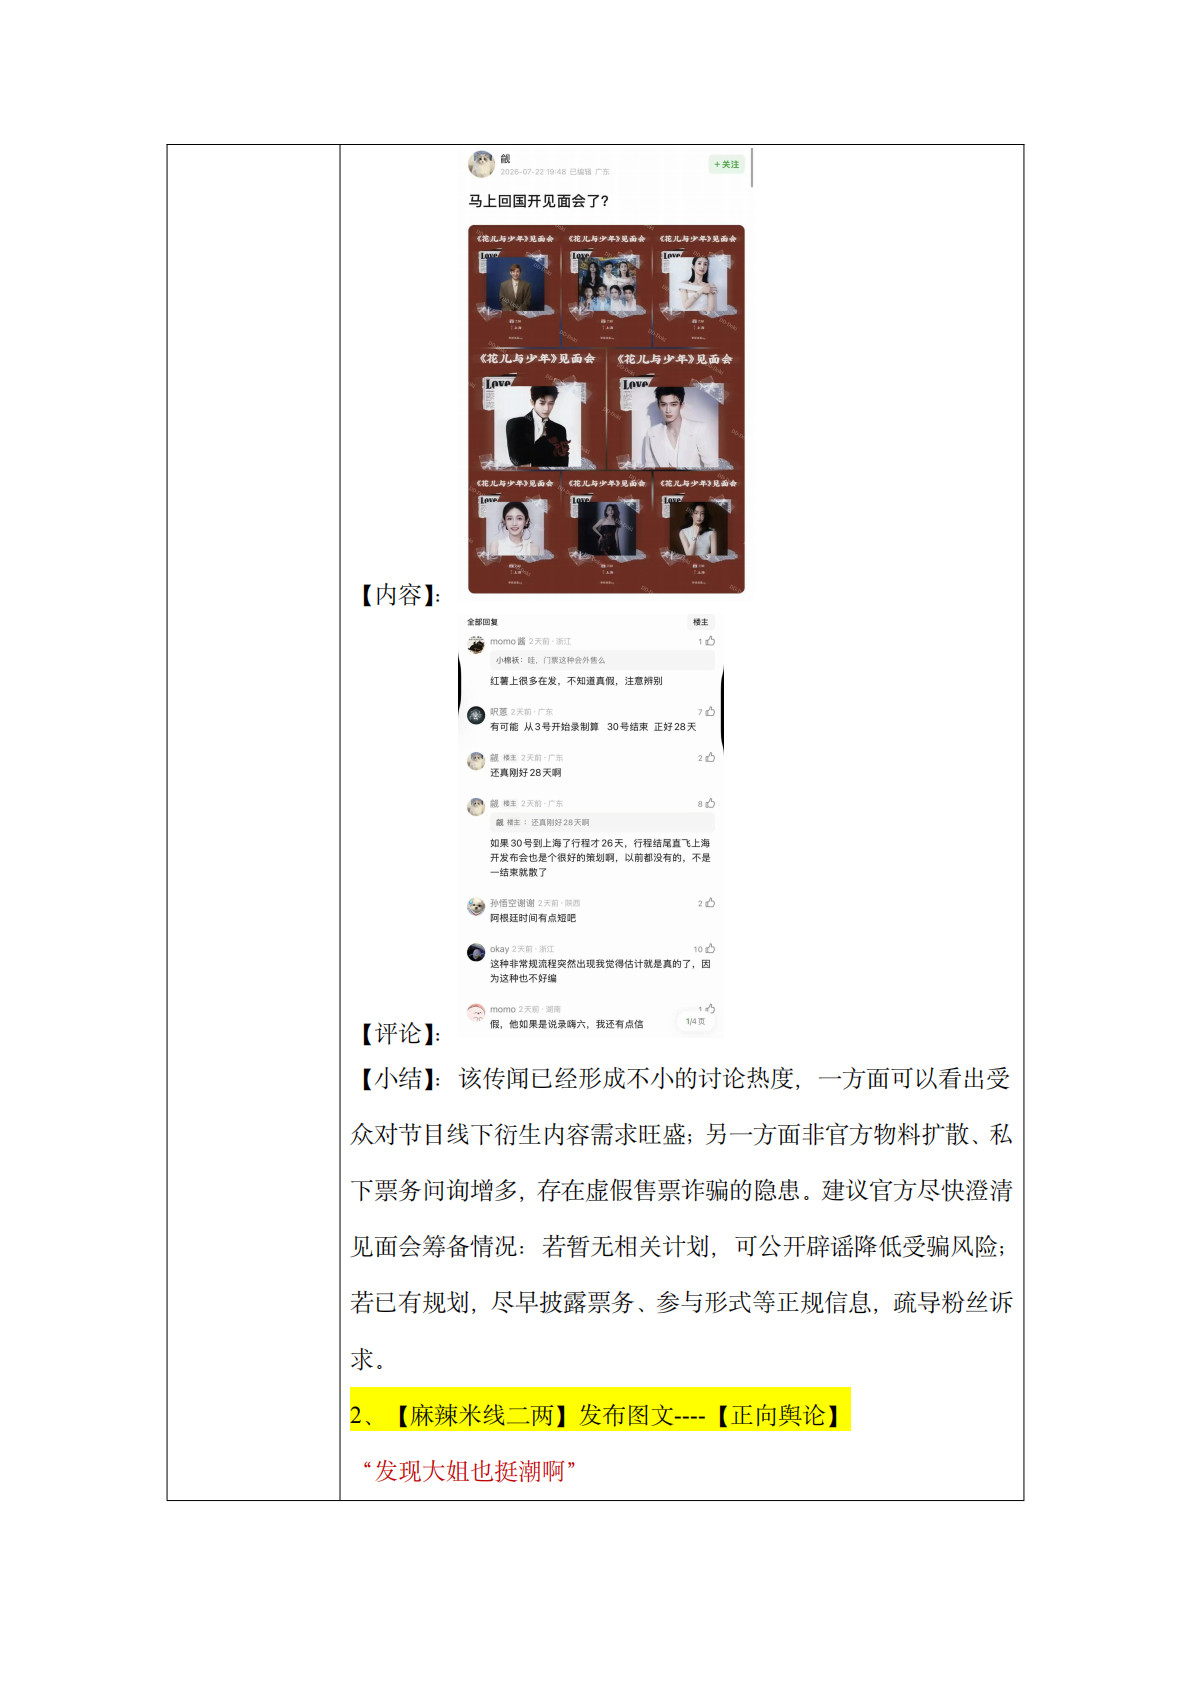 觎
2026-07-22 19:48 已编辑 广东
+关注
马上回国开见面会了?
《花儿与少年》见面会 《花儿与少年》见面会 《花儿与少年》见面会
Love Love Love
上海 上海 上海
《花儿与少年》见面会 《花儿与少年》见面会
Love Love
《花儿与少年》见面会 《花儿与少年》见面会 《花儿与少年》见面会
Love Love Love
上海 上海 上海
【内容】:
全部回复 楼主
momo酱 2天前·浙江 1
小棉袄: 哇,门票这种会外售么
红薯上很多在发,不知道真假,注意辨别
2天前·广东 7
有可能 从3号开始录制算 30号结束 正好28天
觎 楼主 2天前·广东 2
还真刚好28天啊
觎 楼主 2天前·广东 8
觎 楼主 : 还真刚好28天啊
如果30号到上海了行程才26天,行程结尾直飞上海
开发布会也是个很好的策划啊,以前都没有的,不是
一结束就散了
孙悟空谢谢 2天前·陕西 2
阿根廷时间有点短吧
okay 2天前·浙江 10
这种非常规流程突然出现我觉得估计就是真的了,因
为这种也不好编
momo 2天前·湖南 1
假,他如果是说录嗨六,我还有点信
1/4页
【评论】:
【小结】:该传闻已经形成不小的讨论热度,一方面可以看出受
众对节目线下衍生内容需求旺盛;另一方面非官方物料扩散、私
下票务问询增多,存在虚假售票诈骗的隐患。建议官方尽快澄清
见面会筹备情况:若暂无相关计划,可公开辟谣降低受骗风险;
若已有规划,尽早披露票务、参与形式等正规信息,疏导粉丝诉
求。
2、【麻辣米线二两】发布图文----【正向舆论】
“发现大姐也挺潮啊”